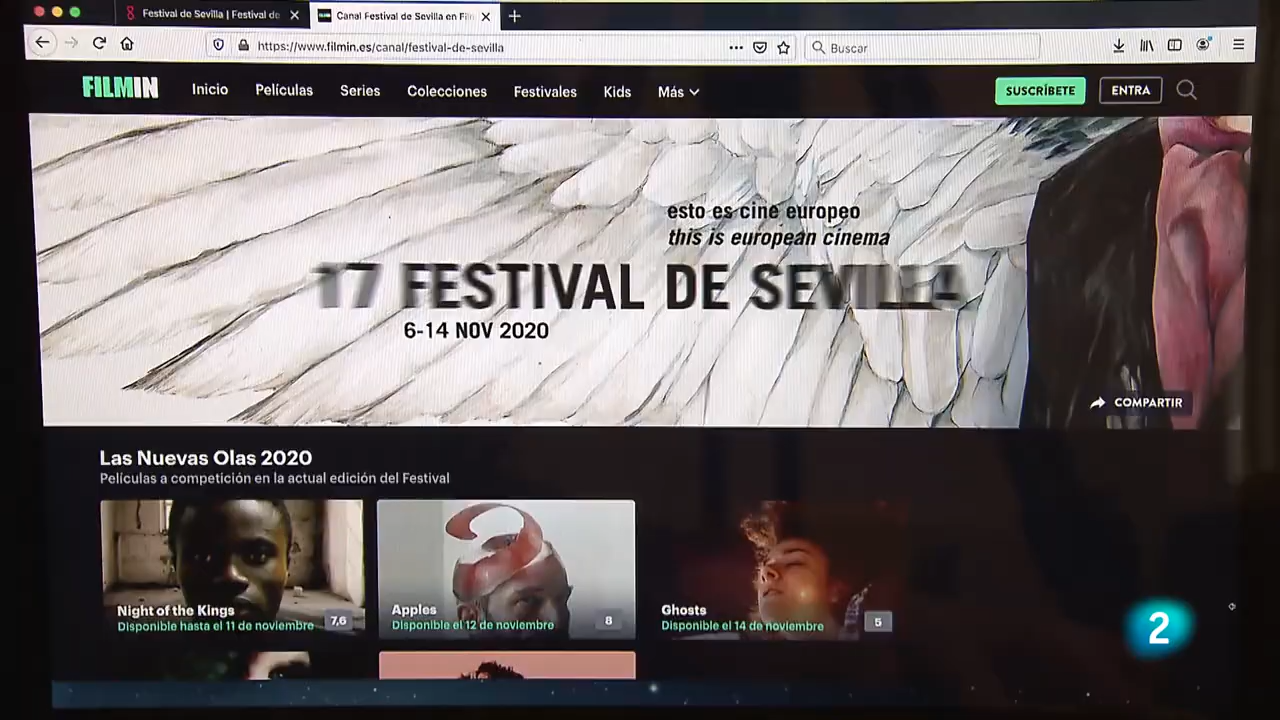 Festival de Sevilla | Festival de
Canal Festival de Sevilla en Film
https://www.filmin.es/canal/festival-de-sevilla
Buscar
FILMIN
Inicio
Películas
Series
Colecciones
Festivales
Kids
Más
SUSCRÍBETE
ENTRA
esto es cine europeo
this is european cinema
17 FESTIVAL DE SEVILLA
6-14 NOV 2020
COMPARTIR
Las Nuevas Olas 2020
Películas a competición en la actual edición del Festival
Night of the Kings
Disponible hasta el 11 de noviembre
7,6
Apples
Disponible el 12 de noviembre
8
Ghosts
Disponible el 14 de noviembre
5
2